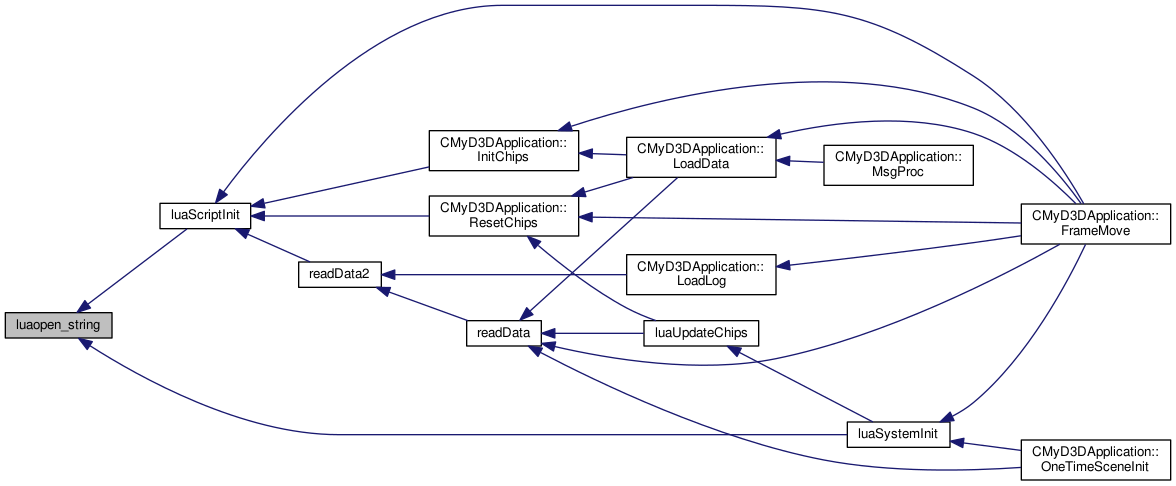 luaopen_string
luaScriptInit
readData2
CMyD3DApplication::
InitChips
CMyD3DApplication::
ResetChips
readData
CMyD3DApplication::
LoadData
CMyD3DApplication::
LoadLog
luaUpdateChips
CMyD3DApplication::
MsgProc
luaSystemInit
CMyD3DApplication::
FrameMove
CMyD3DApplication::
OneTimeSceneInit